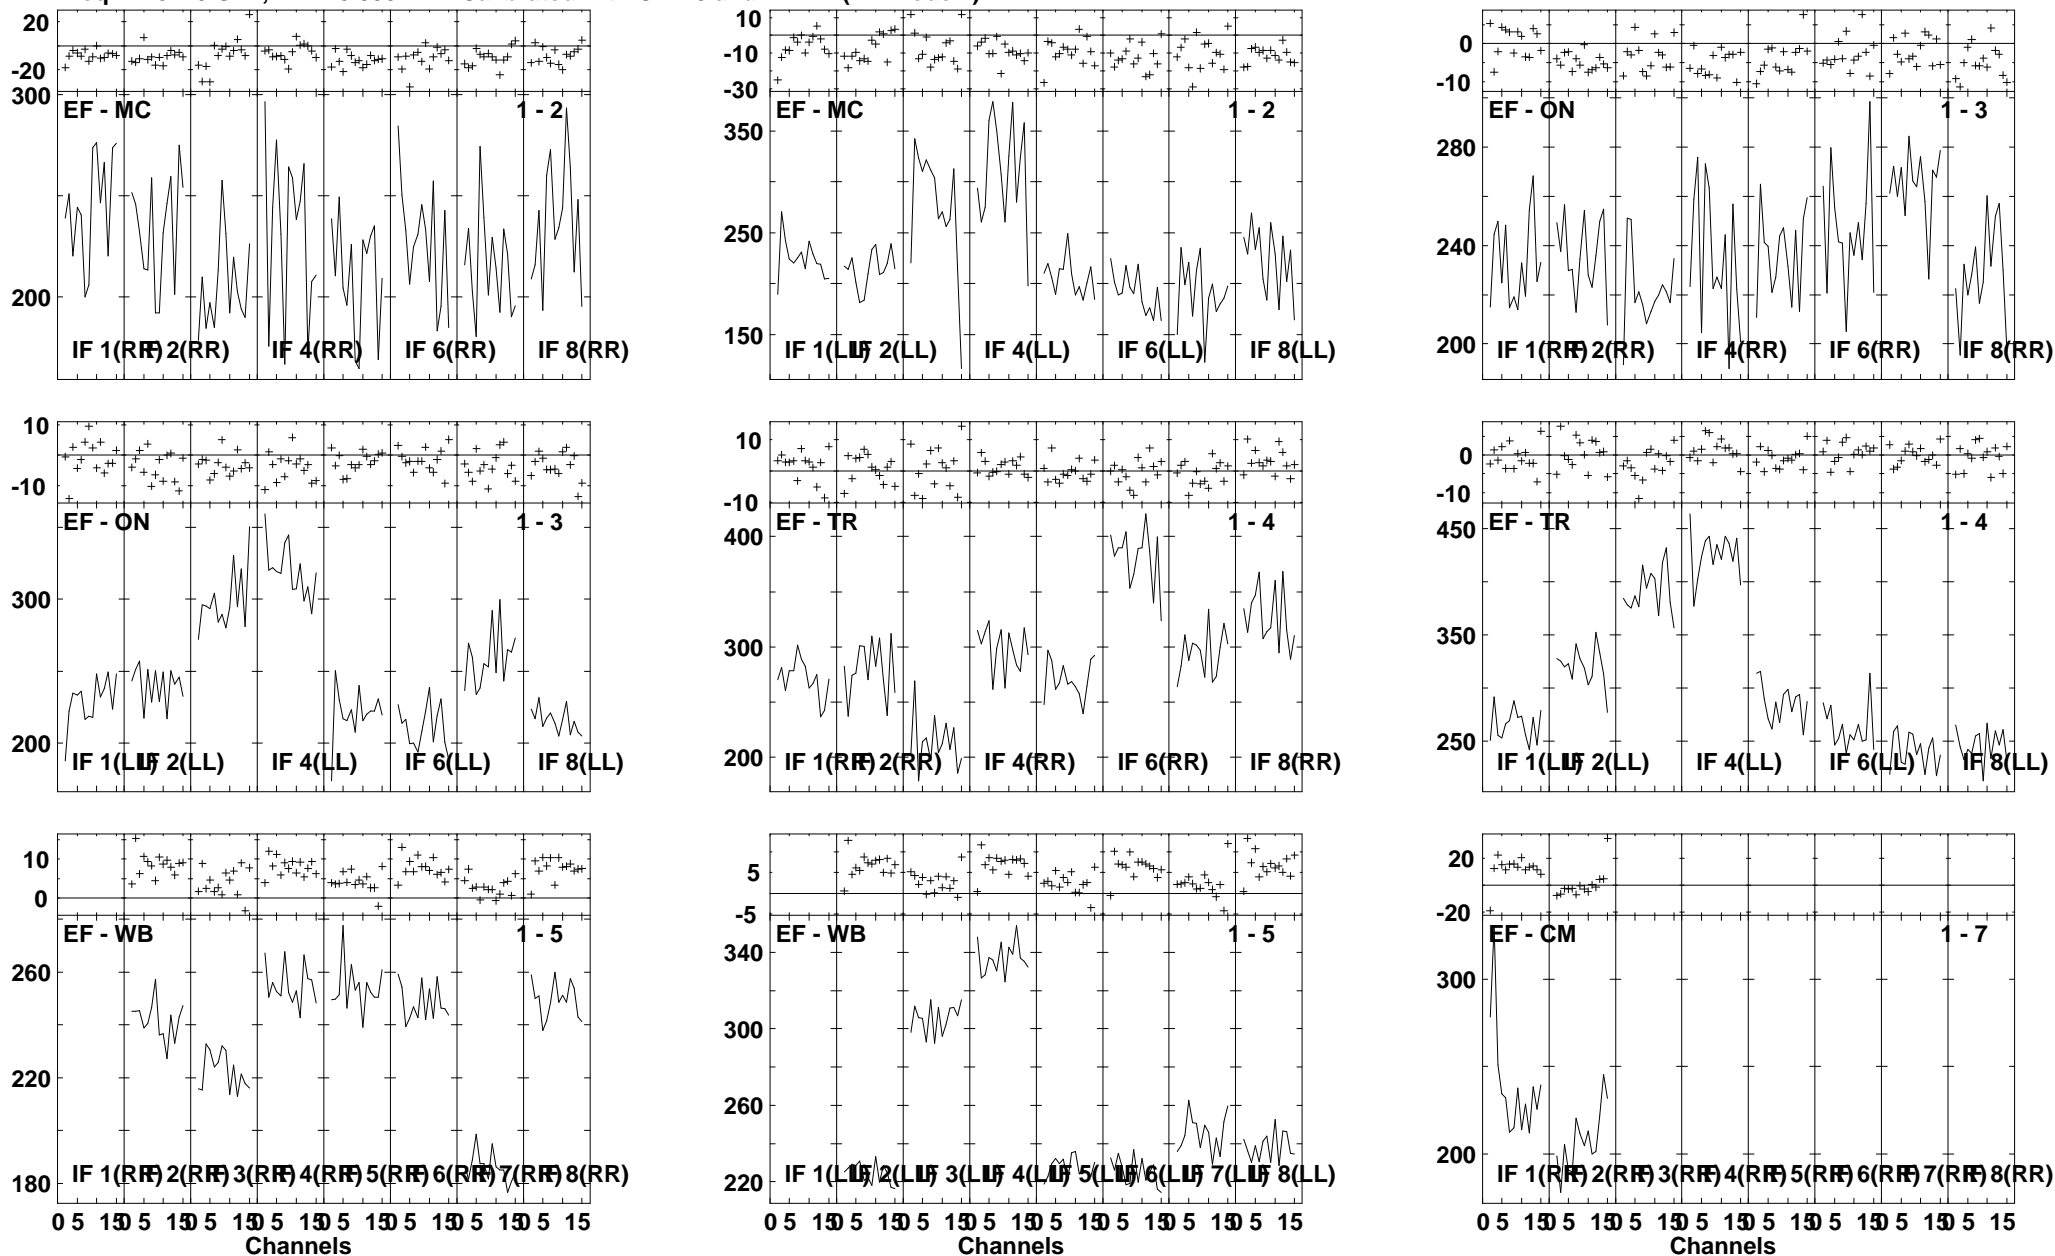 20
0
-20
300
200
EF - MC
1 - 2
IF 1(RR)
IF 2(RR)
IF 4(RR)
IF 6(RR)
IF 8(RR)
10
-10
-30
350
250
150
EF - MC
1 - 2
IF 1(LL)
IF 2(LL)
IF 4(LL)
IF 6(LL)
IF 8(LL)
0
-10
280
240
200
EF - ON
1 - 3
IF 1(RR)
IF 2(RR)
IF 4(RR)
IF 6(RR)
IF 8(RR)
10
0
-10
300
200
EF - ON
1 - 3
IF 1(LL)
IF 2(LL)
IF 4(LL)
IF 6(LL)
IF 8(LL)
10
0
-10
400
300
200
EF - TR
1 - 4
IF 1(RR)
IF 2(RR)
IF 4(RR)
IF 6(RR)
IF 8(RR)
0
-10
450
350
250
EF - TR
1 - 4
IF 1(LL)
IF 2(LL)
IF 4(LL)
IF 6(LL)
IF 8(LL)
10
0
260
220
180
EF - WB
1 - 5
IF 1(RR)
IF 2(RR)
IF 3(RR)
IF 4(RR)
IF 5(RR)
IF 6(RR)
IF 7(RR)
IF 8(RR)
0 5 15
0 5 15
0 5 15
0 5 15
0 5 15
0 5 15
0 5 15
0 5 15
Channels
5
-5
340
300
260
220
EF - WB
1 - 5
IF 1(LL)
IF 2(LL)
IF 3(LL)
IF 4(LL)
IF 5(LL)
IF 6(LL)
IF 7(LL)
IF 8(LL)
0 5 15
0 5 15
0 5 15
0 5 15
0 5 15
0 5 15
0 5 15
0 5 15
Channels
20
0
-20
300
200
EF - CM
1 - 7
IF 1(RR)
IF 2(RR)
IF 3(RR)
IF 4(RR)
IF 5(RR)
IF 6(RR)
IF 7(RR)
IF 8(RR)
0 5 15
0 5 15
0 5 15
0 5 15
0 5 15
0 5 15
0 5 15
0 5 15
Channels